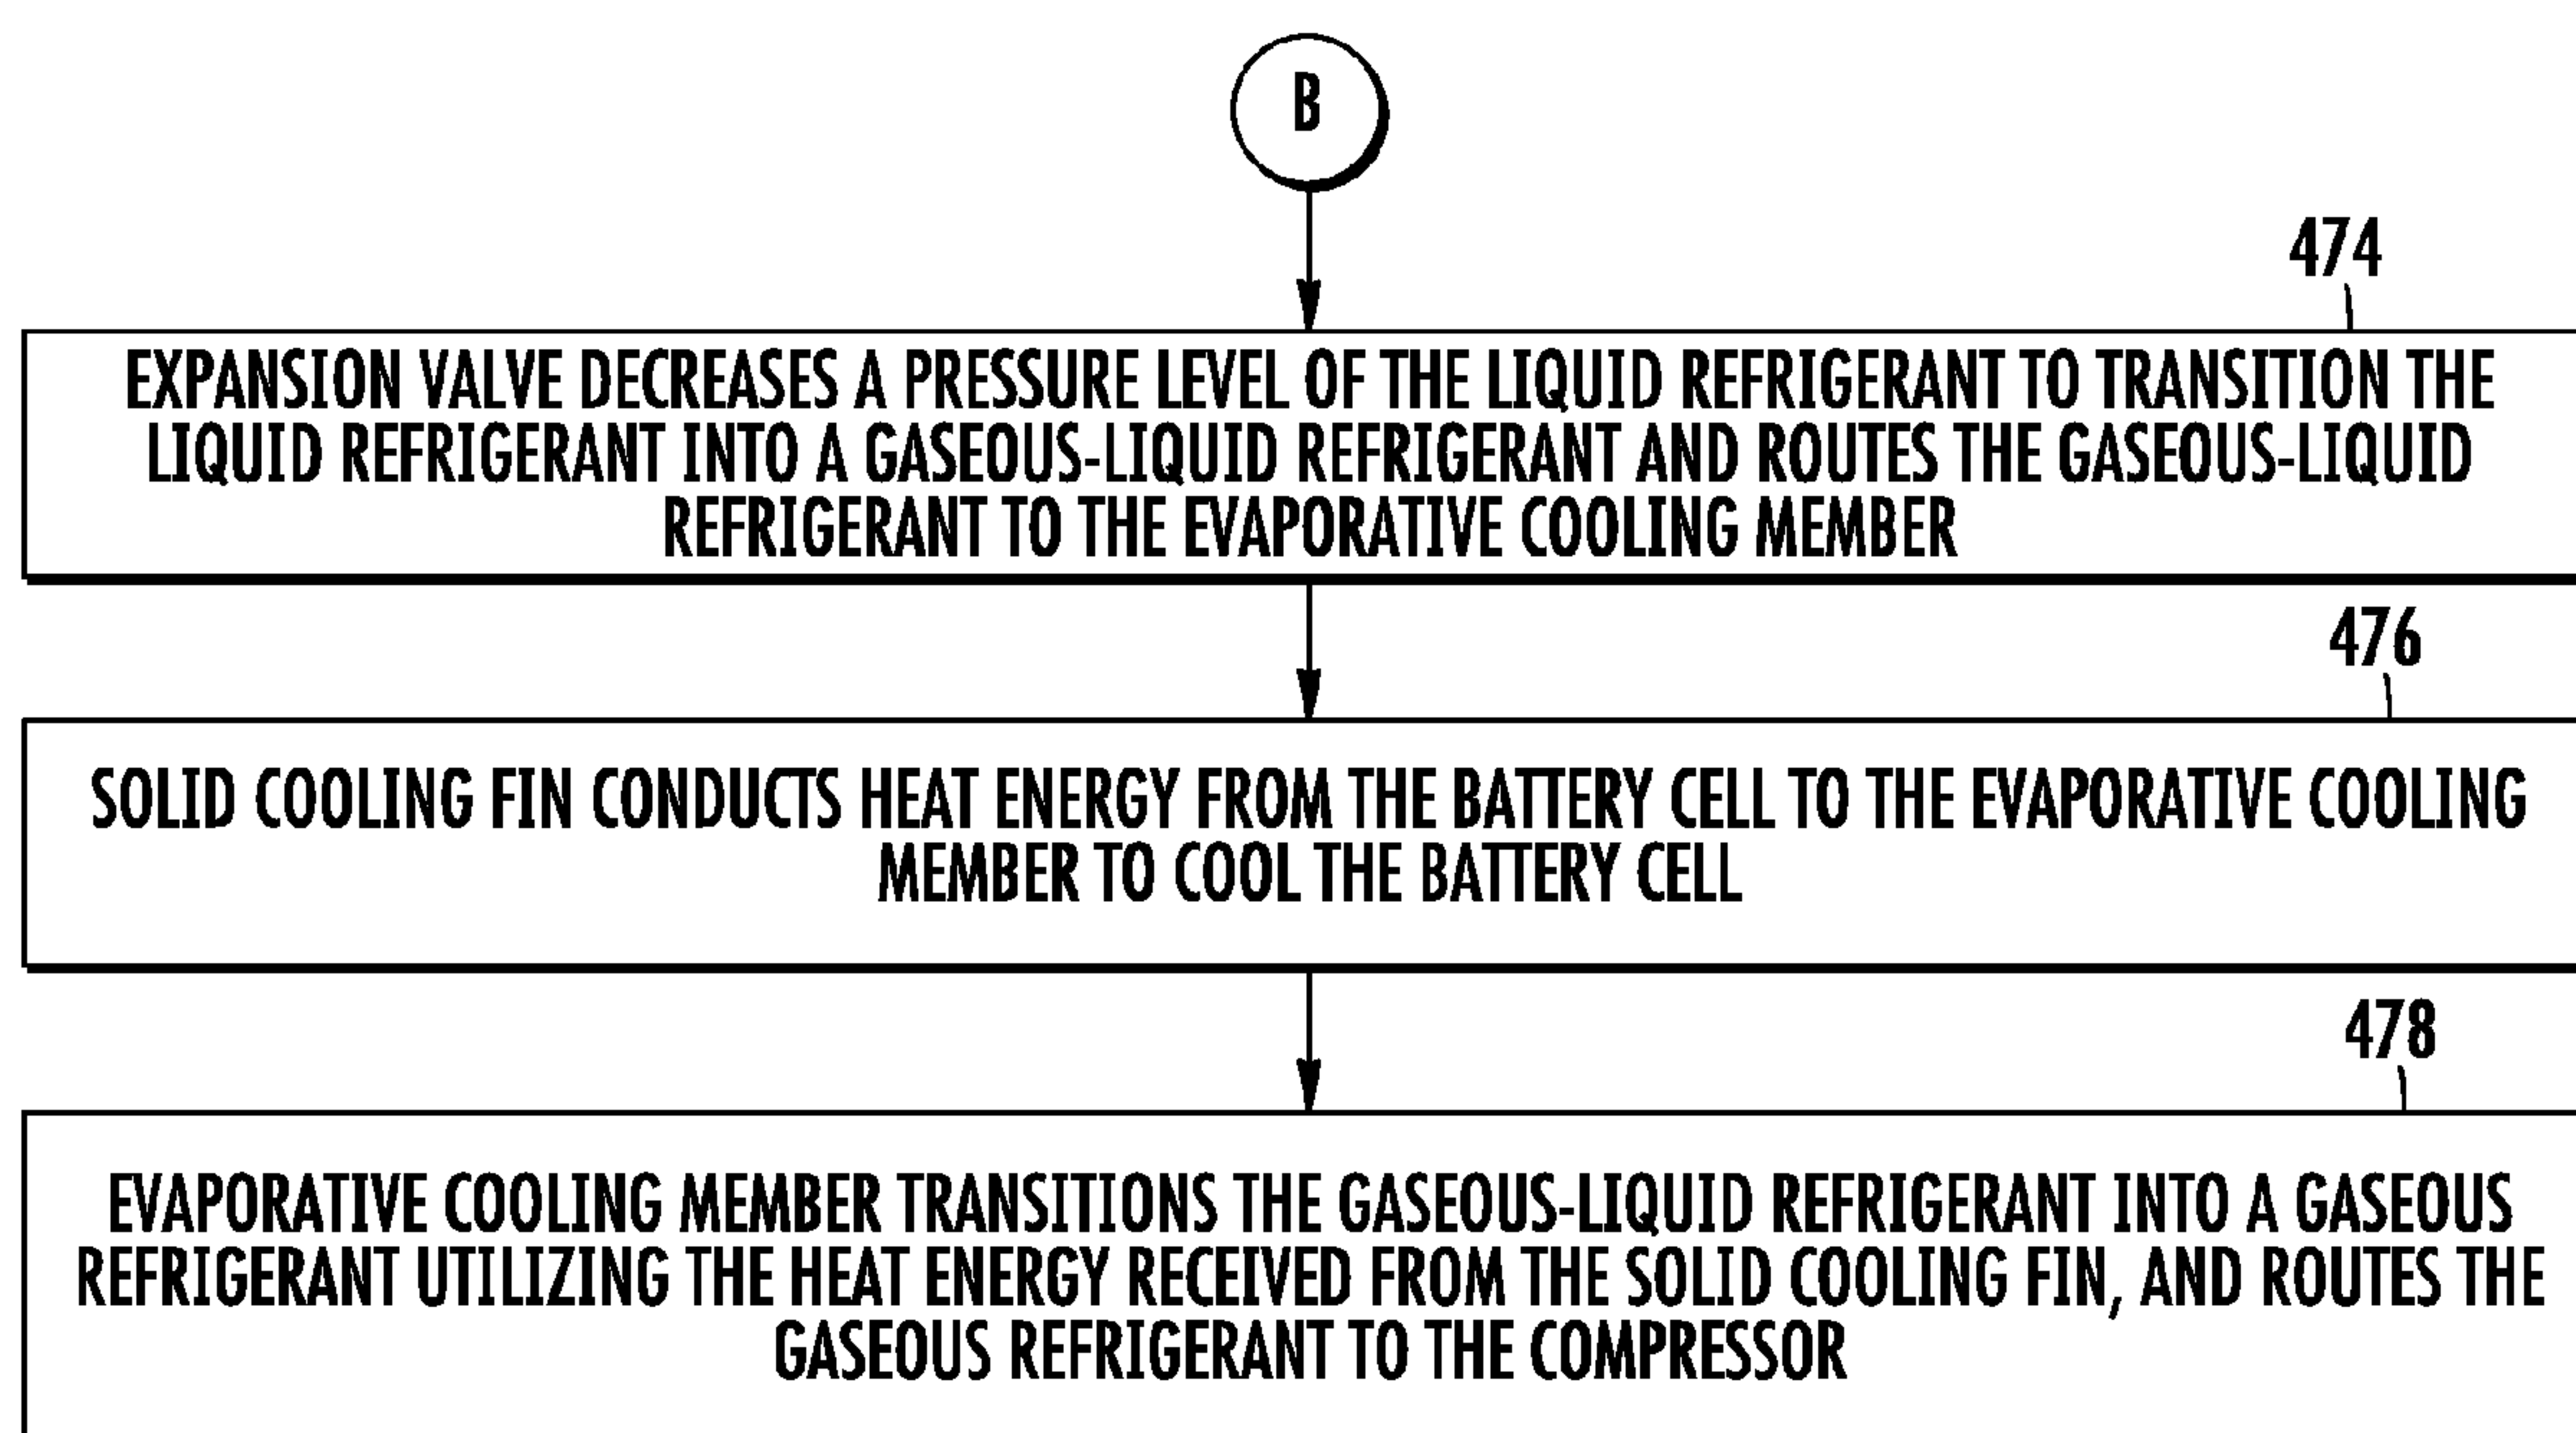 B
474
EXPANSION VALVE DECREASES A PRESSURE LEVEL OF THE LIQUID REFRIGERANT TO TRANSITION THE
LIQUID REFRIGERANT INTO A GASEOUS-LIQUID REFRIGERANT AND ROUTES THE GASEOUS-LIQUID
REFRIGERANT TO THE EVAPORATIVE COOLING MEMBER
476
SOLID COOLING FIN CONDUCTS HEAT ENERGY FROM THE BATTERY CELL TO THE EVAPORATIVE COOLING
MEMBER TO COOL THE BATTERY CELL
478
EVAPORATIVE COOLING MEMBER TRANSITIONS THE GASEOUS-LIQUID REFRIGERANT INTO A GASEOUS
REFRIGERANT UTILIZING THE HEAT ENERGY RECEIVED FROM THE SOLID COOLING FIN, AND ROUTES THE
GASEOUS REFRIGERANT TO THE COMPRESSOR